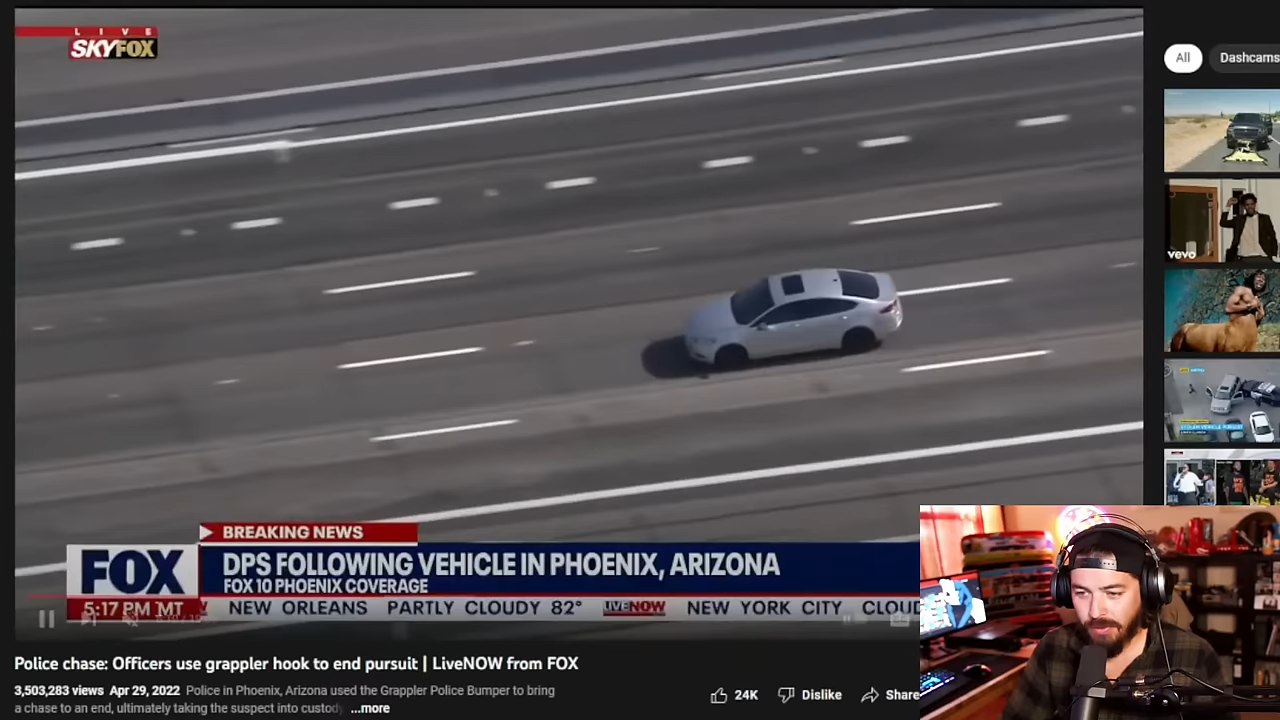 LIVE
SKYFOX
All
Dashcams
vevo
BREAKING NEWS
FOX
DPS FOLLOWING VEHICLE IN PHOENIX, ARIZONA
FOX 10 PHOENIX COVERAGE
5:17 PM MT
NEW ORLEANS PARTLY CLOUDY 82° LIVENOW NEW YORK CITY CLOU
Police chase: Officers use grappler hook to end pursuit | LiveNOW from FOX
3,503,283 views Apr 29, 2022 Police in Phoenix, Arizona used the Grappler Police Bumper to bring
a chase to an end, ultimately taking the suspect into custody ...more
24K
Dislike
Share